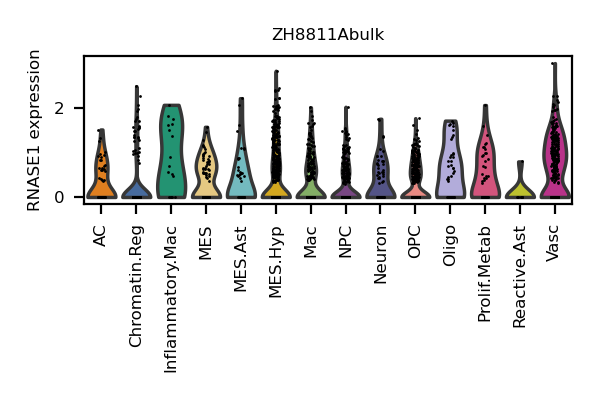 ZH8811Abulk
RNASE1 expression
2
0
AC
Chromatin.Reg
Inflammatory.Mac
MES
MES.Ast
MES.Hyp
Mac
NPC
Neuron
OPC
Oligo
Prolif.Metab
Reactive.Ast
Vasc